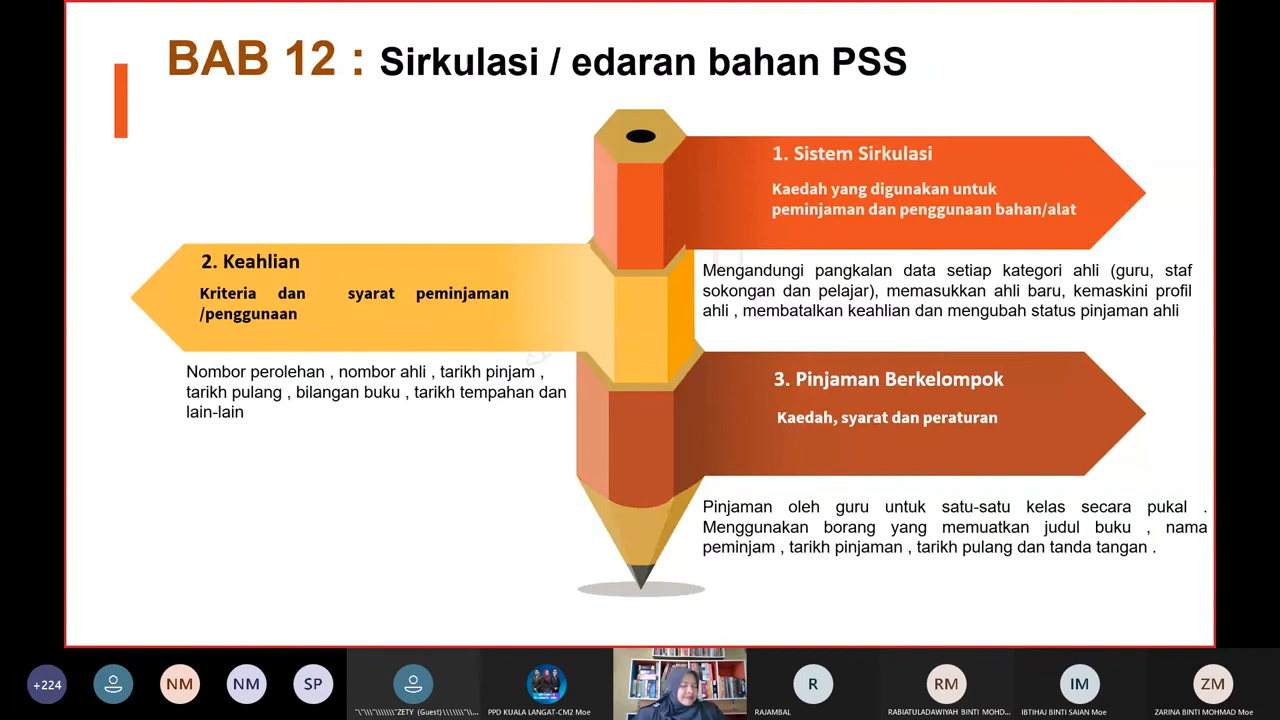 BAB 12 : Sirkulasi / edaran bahan PSS
1. Sistem Sirkulasi
Kaedah yang digunakan untuk
peminjaman dan penggunaan bahan/alat
Mengandungi pangkalan data setiap kategori ahli (guru, staf
sokongan dan pelajar), memasukkan ahli baru, kemaskini profil
ahli , membatalkan keahlian dan mengubah status pinjaman ahli
2. Keahlian
Kriteria dan syarat peminjaman
/penggunaan
Nombor perolehan , nombor ahli , tarikh pinjam ,
tarikh pulang , bilangan buku , tarikh tempahan dan
lain-lain
3. Pinjaman Berkelompok
Kaedah, syarat dan peraturan
Pinjaman oleh guru untuk satu-satu kelas secara pukal .
Menggunakan borang yang memuatkan judul buku , nama
peminjam , tarikh pinjaman , tarikh pulang dan tanda tangan .
+224
NM
NM
SP
ZETY (Guest)
PPD KUALA LANGAT-CM2 Moe
R
RAJAMBAL
RM
RABIATULADAWIYAH BINTI MOHD...
IM
IBTIHAJ BINTI SAIAN Moe
ZM
ZARINA BINTI MOHMAD Moe